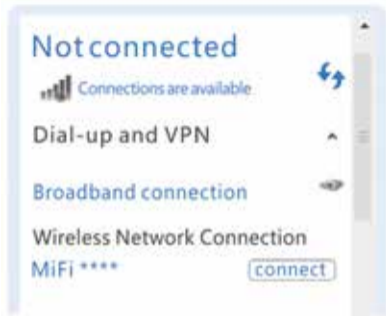 Not connected
Connections are available
Dial-up and VPN
Broadband connection
Wireless Network Connection
MiFi ****
connect